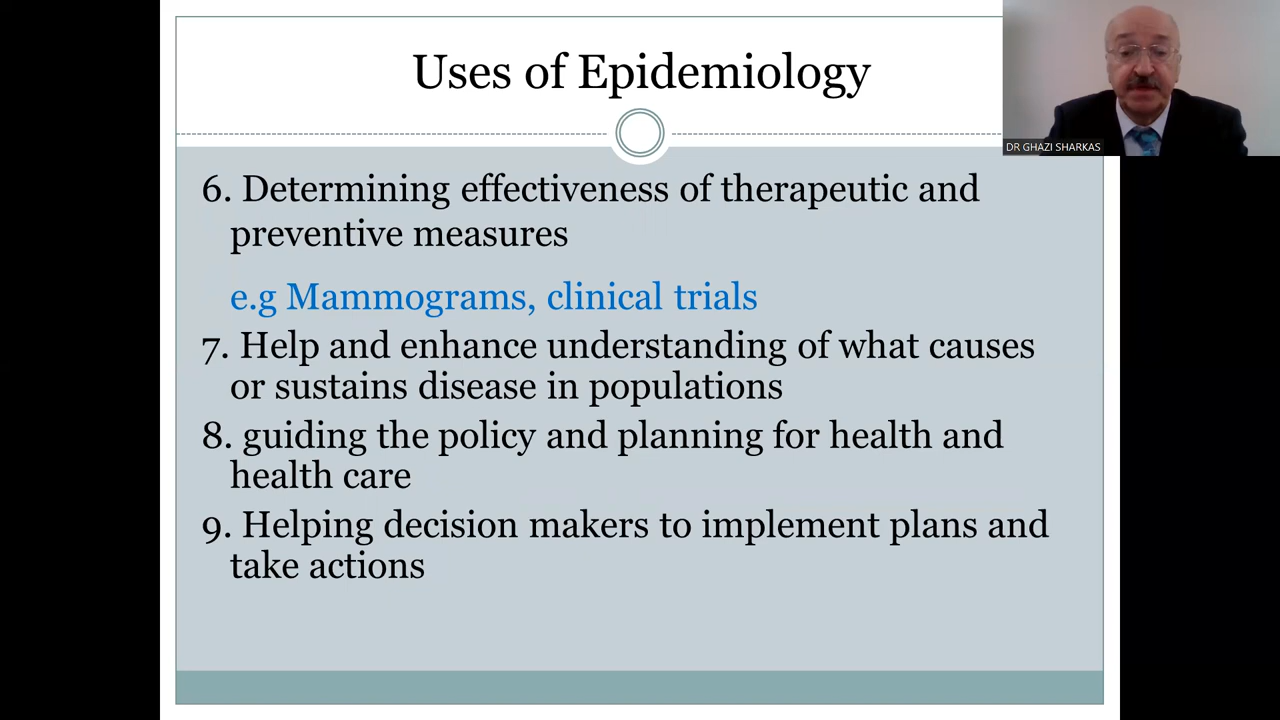 Uses of Epidemiology
DR GHAZI SHARKAS
6. Determining effectiveness of therapeutic and
preventive measures
e.g Mammograms, clinical trials
7. Help and enhance understanding of what causes
or sustains disease in populations
8. guiding the policy and planning for health and
health care
9. Helping decision makers to implement plans and
take actions